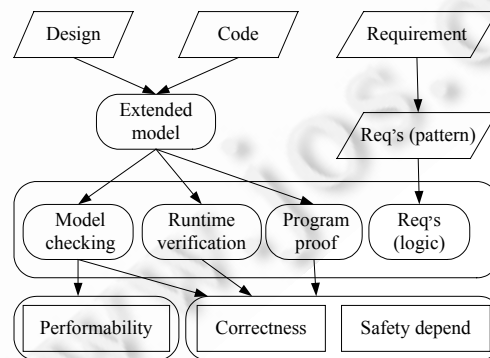 Design
Code
Requirement
Extended
model
Req's (pattern)
Model
checking
Runtime
verification
Program
proof
Req's
(logic)
Performability
Correctness
Safety depend